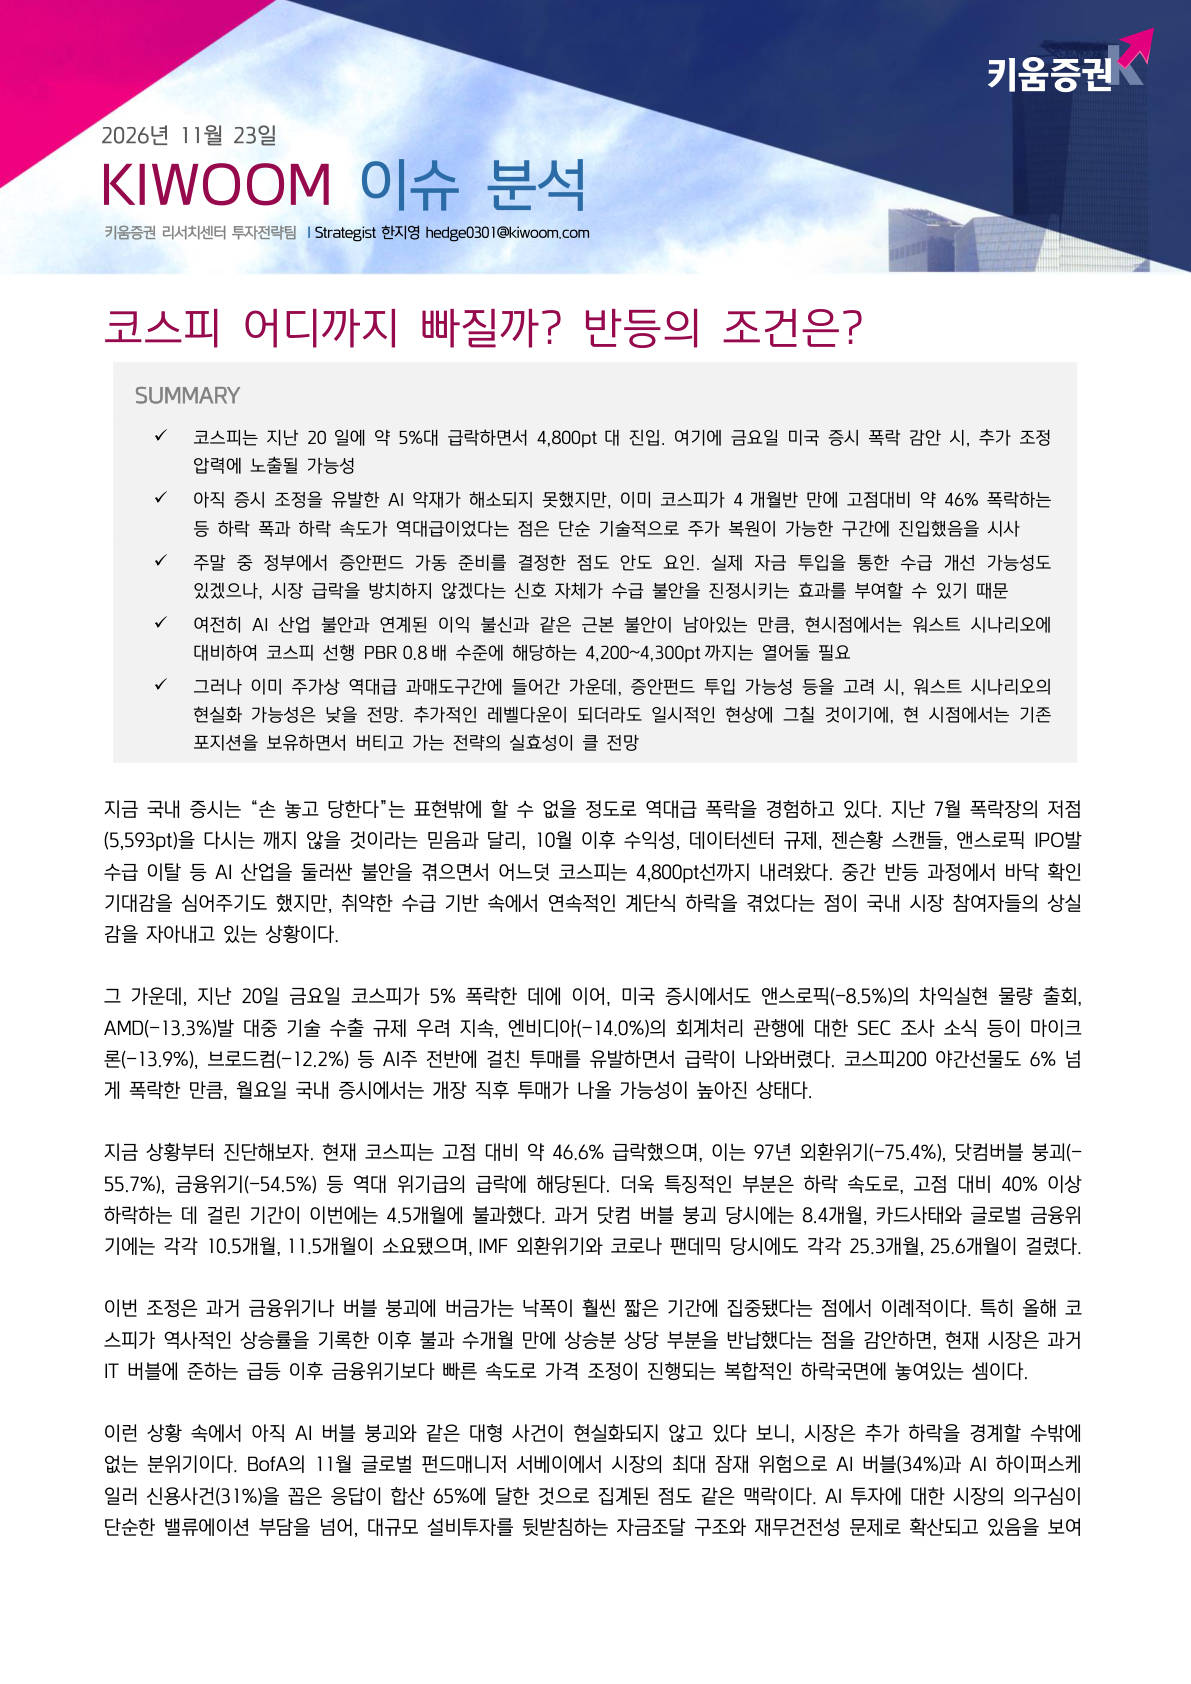 키움증권
2026년 11월 23일
KIWOOM 이슈 분석
키움증권 리서치센터 투자전략팀 | Strategist 한지영 hedge0301@kiwoom.com
코스피 어디까지 빠질까? 반등의 조건은?
SUMMARY
✓ 코스피는 지난 20 일에 약 5%대 급락하면서 4,800pt 대 진입. 여기에 금요일 미국 증시 폭락 감안 시, 추가 조정
압력에 노출될 가능성
✓ 아직 증시 조정을 유발한 AI 악재가 해소되지 못했지만, 이미 코스피가 4 개월반 만에 고점대비 약 46% 폭락하는
등 하락 폭과 하락 속도가 역대급이었다는 점은 단순 기술적으로 주가 복원이 가능한 구간에 진입했음을 시사
✓ 주말 중 정부에서 증안펀드 가동 준비를 결정한 점도 안도 요인. 실제 자금 투입을 통한 수급 개선 가능성도
있겠으나, 시장 급락을 방치하지 않겠다는 신호 자체가 수급 불안을 진정시키는 효과를 부여할 수 있기 때문
✓ 여전히 AI 산업 불안과 연계된 이익 불신과 같은 근본 불안이 남아있는 만큼, 현시점에서는 워스트 시나리오에
대비하여 코스피 선행 PBR 0.8 배 수준에 해당하는 4,200~4,300pt 까지는 열어둘 필요
✓ 그러나 이미 주가상 역대급 과매도구간에 들어간 가운데, 증안펀드 투입 가능성 등을 고려 시, 워스트 시나리오의
현실화 가능성은 낮을 전망. 추가적인 레벨다운이 되더라도 일시적인 현상에 그칠 것이기에, 현 시점에서는 기존
포지션을 보유하면서 버티고 가는 전략의 실효성이 클 전망
지금 국내 증시는 “손 놓고 당한다”는 표현밖에 할 수 없을 정도로 역대급 폭락을 경험하고 있다. 지난 7월 폭락장의 저점
(5,593pt)을 다시는 깨지 않을 것이라는 믿음과 달리, 10월 이후 수익성, 데이터센터 규제, 젠슨황 스캔들, 앤스로픽 IPO발
수급 이탈 등 AI 산업을 둘러싼 불안을 겪으면서 어느덧 코스피는 4,800pt선까지 내려왔다. 중간 반등 과정에서 바닥 확인
기대감을 심어주기도 했지만, 취약한 수급 기반 속에서 연속적인 계단식 하락을 겪었다는 점이 국내 시장 참여자들의 상실
감을 자아내고 있는 상황이다.
그 가운데, 지난 20일 금요일 코스피가 5% 폭락한 데에 이어, 미국 증시에서도 앤스로픽(-8.5%)의 차익실현 물량 출회,
AMD(-13.3%)발 대중 기술 수출 규제 우려 지속, 엔비디아(-14.0%)의 회계처리 관행에 대한 SEC 조사 소식 등이 마이크
론(-13.9%), 브로드컴(-12.2%) 등 AI주 전반에 걸친 투매를 유발하면서 급락이 나와버렸다. 코스피200 야간선물도 6% 넘
게 폭락한 만큼, 월요일 국내 증시에서는 개장 직후 투매가 나올 가능성이 높아진 상태다.
지금 상황부터 진단해보자. 현재 코스피는 고점 대비 약 46.6% 급락했으며, 이는 97년 외환위기(-75.4%), 닷컴버블 붕괴(-
55.7%), 금융위기(-54.5%) 등 역대 위기급의 급락에 해당된다. 더욱 특징적인 부분은 하락 속도로, 고점 대비 40% 이상
하락하는 데 걸린 기간이 이번에는 4.5개월에 불과했다. 과거 닷컴 버블 붕괴 당시에는 8.4개월, 카드사태와 글로벌 금융위
기에는 각각 10.5개월, 11.5개월이 소요됐으며, IMF 외환위기와 코로나 팬데믹 당시에도 각각 25.3개월, 25.6개월이 걸렸다.
이번 조정은 과거 금융위기나 버블 붕괴에 버금가는 낙폭이 훨씬 짧은 기간에 집중됐다는 점에서 이례적이다. 특히 올해 코
스피가 역사적인 상승률을 기록한 이후 불과 수개월 만에 상승분 상당 부분을 반납했다는 점을 감안하면, 현재 시장은 과거
IT 버블에 준하는 급등 이후 금융위기보다 빠른 속도로 가격 조정이 진행되는 복합적인 하락국면에 놓여있는 셈이다.
이런 상황 속에서 아직 AI 버블 붕괴와 같은 대형 사건이 현실화되지 않고 있다 보니, 시장은 추가 하락을 경계할 수밖에
없는 분위기이다. BofA의 11월 글로벌 펀드매니저 서베이에서 시장의 최대 잠재 위험으로 AI 버블(34%)과 AI 하이퍼스케
일러 신용사건(31%)을 꼽은 응답이 합산 65%에 달한 것으로 집계된 점도 같은 맥락이다. AI 투자에 대한 시장의 의구심이
단순한 밸류에이션 부담을 넘어, 대규모 설비투자를 뒷받침하는 자금조달 구조와 재무건전성 문제로 확산되고 있음을 보여